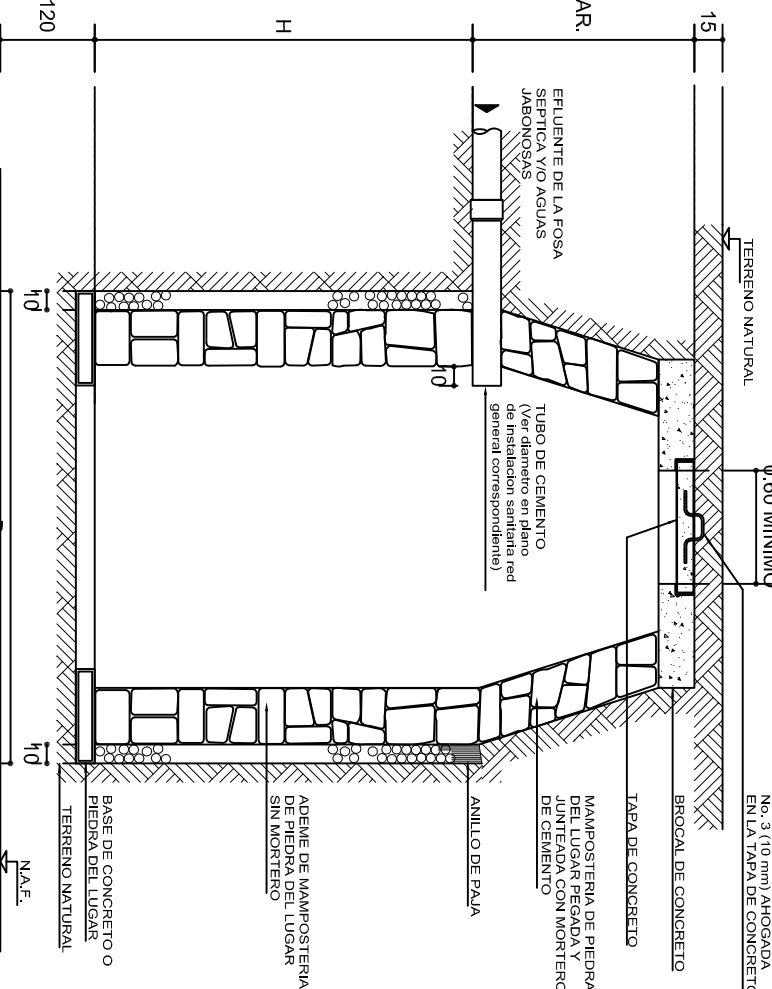 15
AR.
H
120
EFLUENTE DE LA FOSA
SEPTICA Y/O AGUAS
JABONOSAS
TERRENO NATURAL
0.60 MINIMO
No. 3 (10 mm) AHOGADA
EN LA TAPA DE CONCRETO
BROCAL DE CONCRETO
TAPA DE CONCRETO
MAMPOSTERIA DE PIEDRA
DEL LUGAR PEGADA Y
JUNTEADA CON MORTERO
DE CEMENTO
TUBO DE CEMENTO
(Ver diametro en plano
de instalacion sanitaria red
general correspondiente)
10
ANILLO DE PAJA
ADEME DE MAMPOSTERIA
DE PIEDRA DEL LUGAR
SIN MORTERO
BASE DE CONCRETO O
PIEDRA DEL LUGAR
TERRENO NATURAL
10
10
N.A.F.